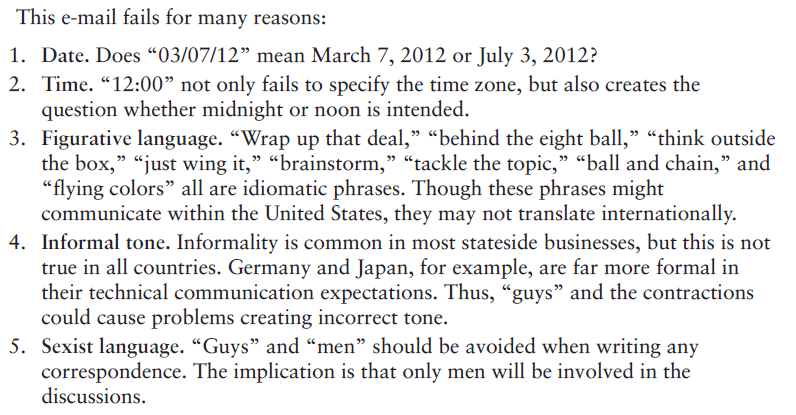 This e-mail fails for many reasons:
1. Date. Does “03/07/12” mean March 7, 2012 or July 3, 2012?
2. Time. “12:00” not only fails to specify the time zone, but also creates the
question whether midnight or noon is intended.
3. Figurative language. “Wrap up that deal,” “behind the eight ball,” “think outside
the box,” “just wing it,” “brainstorm,” “tackle the topic,” “ball and chain,” and
“flying colors” all are idiomatic phrases. Though these phrases might
communicate within the United States, they may not translate internationally.
4. Informal tone. Informality is common in most stateside businesses, but this is not
true in all countries. Germany and Japan, for example, are far more formal in
their technical communication expectations. Thus, “guys” and the contractions
could cause problems creating incorrect tone.
5. Sexist language. “Guys” and “men” should be avoided when writing any
correspondence. The implication is that only men will be involved in the
discussions.